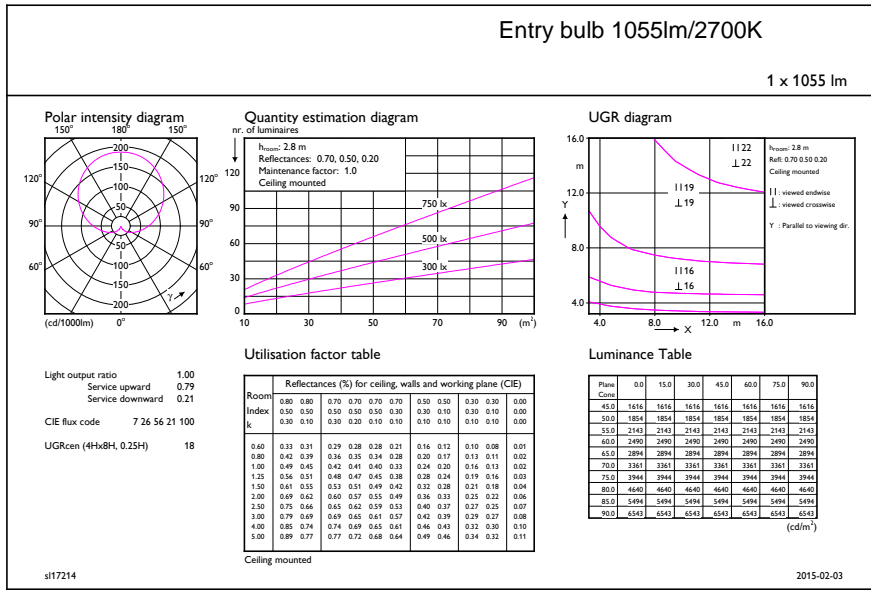 Entry bulb 1055lm/2700K
1 x 1055 lm
Polar intensity diagram
150° 180° 150°
200
150
120° 100 120°
50
90° 90°
50
60° 100 60°
150
200
γ
(cd/1000lm) 0°
Quantity estimation diagram
nr. of luminaires
hroom: 2.8 m
Reflectances: 0.70, 0.50, 0.20
Maintenance factor: 1.0
Ceiling mounted
120
90
60
30
0
750 lx
500 lx
300 lx
10 30 50 70 90 (m²)
UGR diagram
16.0
m
12.0
Y
8.0
4.0
II 22
⊥ 22
II 19
⊥ 19
II 16
⊥ 16
4.0 8.0 12.0 m 16.0
X
hroom: 2.8 m
Refl: 0.70 0.50 0.20
Ceiling mounted
II : viewed endwise
⊥ : viewed crosswise
Y : Parallel to viewing dir.
Light output ratio 1.00
Service upward 0.79
Service downward 0.21
CIE flux code 7 26 56 21 100
UGRcen (4Hx8H, 0.25H) 18
Utilisation factor table
Room Index k
Reflectances (%) for ceiling, walls and working plane (CIE)
0.80 0.80 0.70 0.70 0.70 0.70 0.50 0.50 0.30 0.30 0.00
0.50 0.50 0.50 0.50 0.50 0.30 0.30 0.10 0.30 0.10 0.00
0.30 0.10 0.30 0.20 0.10 0.10 0.10 0.10 0.10 0.10 0.00
0.60 0.33 0.31 0.29 0.28 0.28 0.21 0.16 0.12 0.10 0.08 0.01
0.80 0.42 0.39 0.36 0.35 0.34 0.28 0.20 0.17 0.13 0.11 0.02
1.00 0.49 0.45 0.42 0.41 0.40 0.33 0.24 0.20 0.16 0.13 0.02
1.25 0.56 0.51 0.48 0.47 0.45 0.38 0.28 0.24 0.19 0.16 0.03
1.50 0.61 0.55 0.53 0.51 0.49 0.42 0.32 0.28 0.21 0.18 0.04
2.00 0.69 0.62 0.60 0.57 0.55 0.49 0.36 0.33 0.25 0.22 0.06
2.50 0.75 0.66 0.65 0.62 0.59 0.53 0.40 0.37 0.27 0.25 0.07
3.00 0.79 0.69 0.69 0.65 0.61 0.57 0.42 0.39 0.29 0.27 0.08
4.00 0.85 0.74 0.74 0.69 0.65 0.61 0.46 0.43 0.32 0.30 0.10
5.00 0.89 0.77 0.77 0.72 0.68 0.64 0.49 0.46 0.34 0.32 0.11
Ceiling mounted
Luminance Table
Plane 0.0 15.0 30.0 45.0 60.0 75.0 90.0
Cone
45.0 1616 1616 1616 1616 1616 1616 1616
50.0 1854 1854 1854 1854 1854 1854 1854
55.0 2143 2143 2143 2143 2143 2143 2143
60.0 2490 2490 2490 2490 2490 2490 2490
65.0 2894 2894 2894 2894 2894 2894 2894
70.0 3361 3361 3361 3361 3361 3361 3361
75.0 3944 3944 3944 3944 3944 3944 3944
80.0 4640 4640 4640 4640 4640 4640 4640
85.0 5494 5494 5494 5494 5494 5494 5494
90.0 6543 6543 6543 6543 6543 6543 6543
(cd/m²)
sl17214
2015-02-03